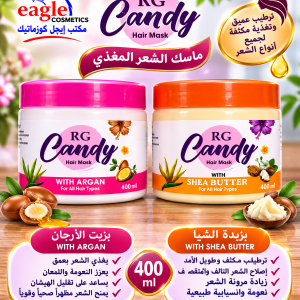 eagle
COSMETICS
مكتب إيجل كوزماتيك
RG
Candy
Hair Mask
ماسك الشعر المغذي
ترطيب عميق
وتغذية مكثفة
لجميع
أنواع الشعر
RG
Candy
Hair Mask
WITH ARGAN
For All Hair Types
400 ml
RG
Candy
Hair Mask
WITH
SHEA BUTTER
For All Hair Types
400 ml
بزيت الأرجان
WITH ARGAN
يغذي الشعر بعمق
يعزز النعومة واللمعان
يساعد على تقليل الهيشان
يمنح الشعر مظهراً صحياً وقوياً
400
ml
بزبدة الشيا
WITH SHEA BUTTER
ترطيب مكثف وطويل الأمد
إصلاح الشعر التالف والمتقصف
زيادة مرونة الشعر
نعومة وانسيابية طبيعية